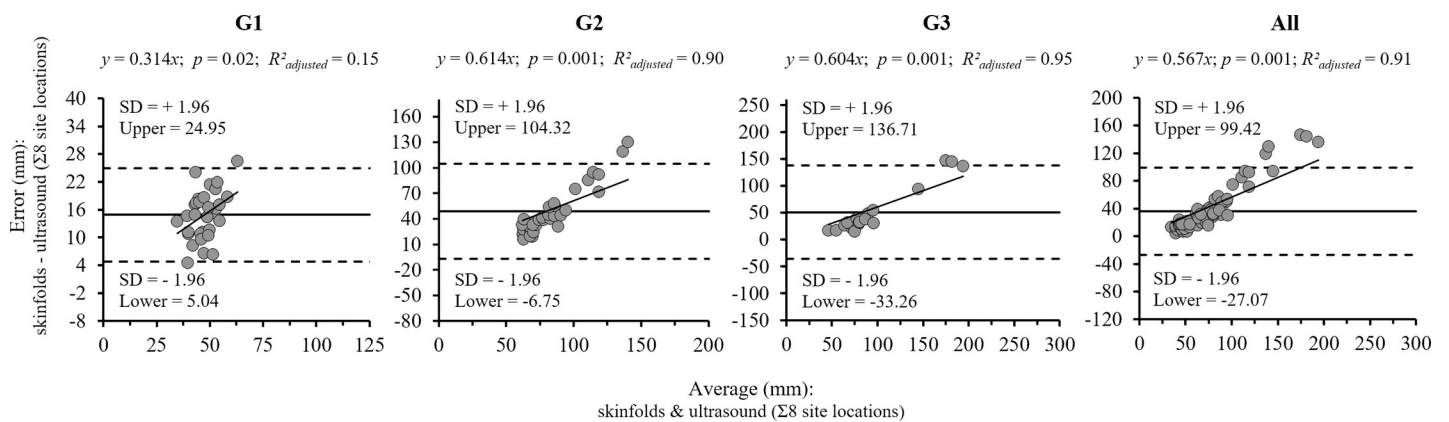 G1
y = 0.314x; p = 0.02; R²adjusted = 0.15
Error (mm):
skinfolds - ultrasound (Σ8 site locations)
40
34
28
22
16
10
4
-2
-8
SD = + 1.96
Upper = 24.95
SD = - 1.96
Lower = 5.04
0 25 50 75 100 125
G2
y = 0.614x; p = 0.001; R²adjusted = 0.90
160
130
100
70
40
10
-20
-50
-80
SD = + 1.96
Upper = 104.32
SD = - 1.96
Lower = -6.75
0 50 100 150 200
G3
y = 0.604x; p = 0.001; R²adjusted = 0.95
250
200
150
100
50
0
-50
-100
-150
SD = + 1.96
Upper = 136.71
SD = - 1.96
Lower = -33.26
0 50 100 150 200 250 300
All
y = 0.567x; p = 0.001; R²adjusted = 0.91
200
160
120
80
40
0
-40
-80
-120
SD = + 1.96
Upper = 99.42
SD = - 1.96
Lower = -27.07
0 50 100 150 200 250 300
Average (mm):
skinfolds & ultrasound (Σ8 site locations)